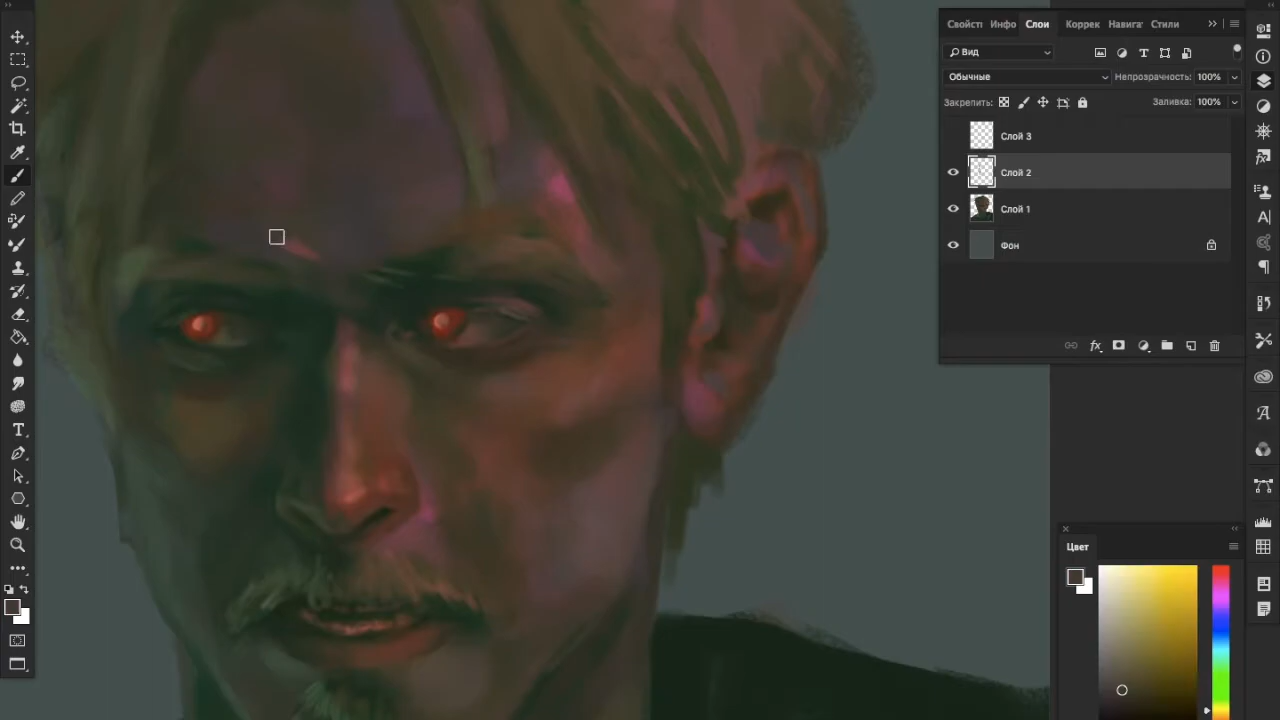 Свойст Инфо Слои Коррек Навига Стили
Вид
Обычные Непрозрачность: 100%
Закрепить: Заливка: 100%
Слой 3
Слой 2
Слой 1
Фон
Цвет